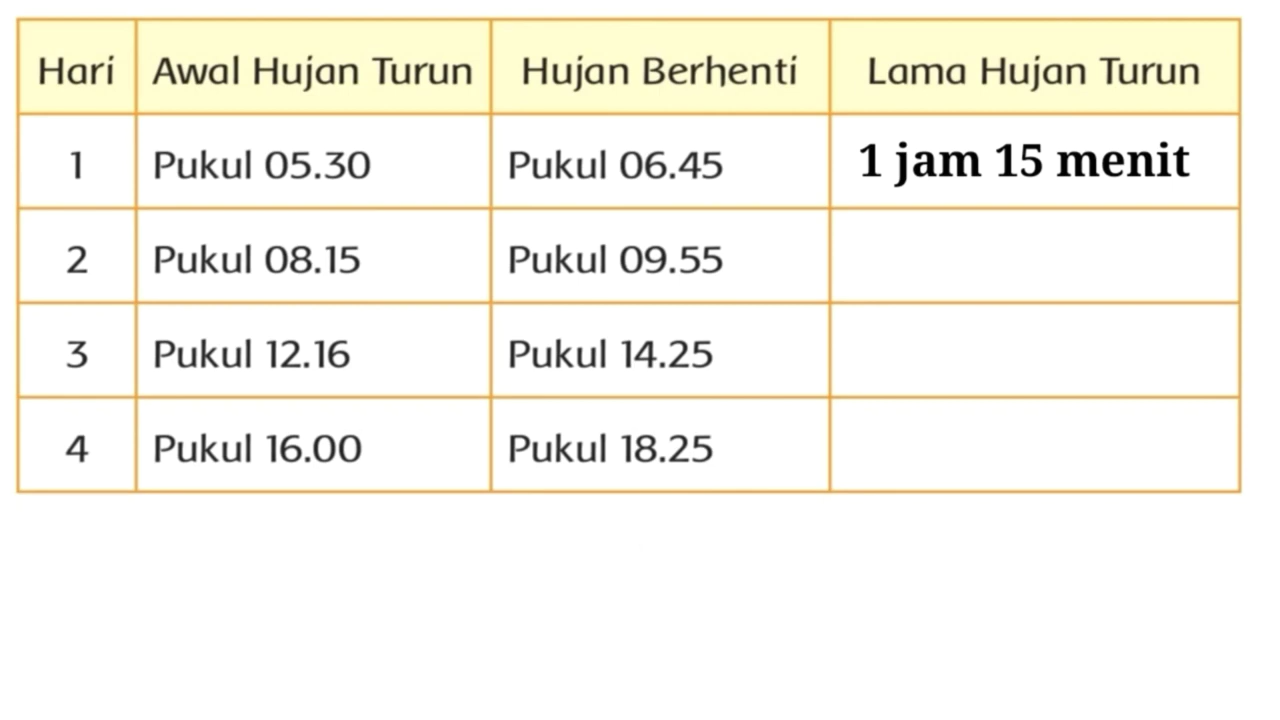 Hari Awal Hujan Turun Hujan Berhenti Lama Hujan Turun
1 Pukul 05.30 Pukul 06.45 1 jam 15 menit
2 Pukul 08.15 Pukul 09.55
3 Pukul 12.16 Pukul 14.25
4 Pukul 16.00 Pukul 18.25